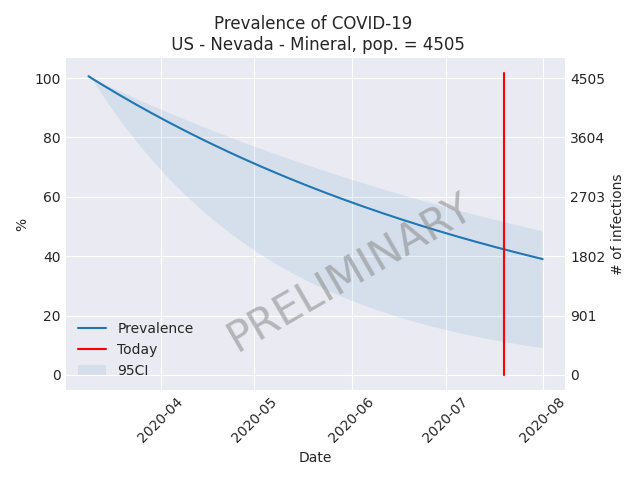 Prevalence of COVID-19
US - Nevada - Mineral, pop. = 4505
100
80
60
40
20
0
%
4505
3604
2703
1802
901
0
# of infections
PRELIMINARY
Prevalence
Today
95CI
2020-04
2020-05
2020-06
2020-07
2020-08
Date